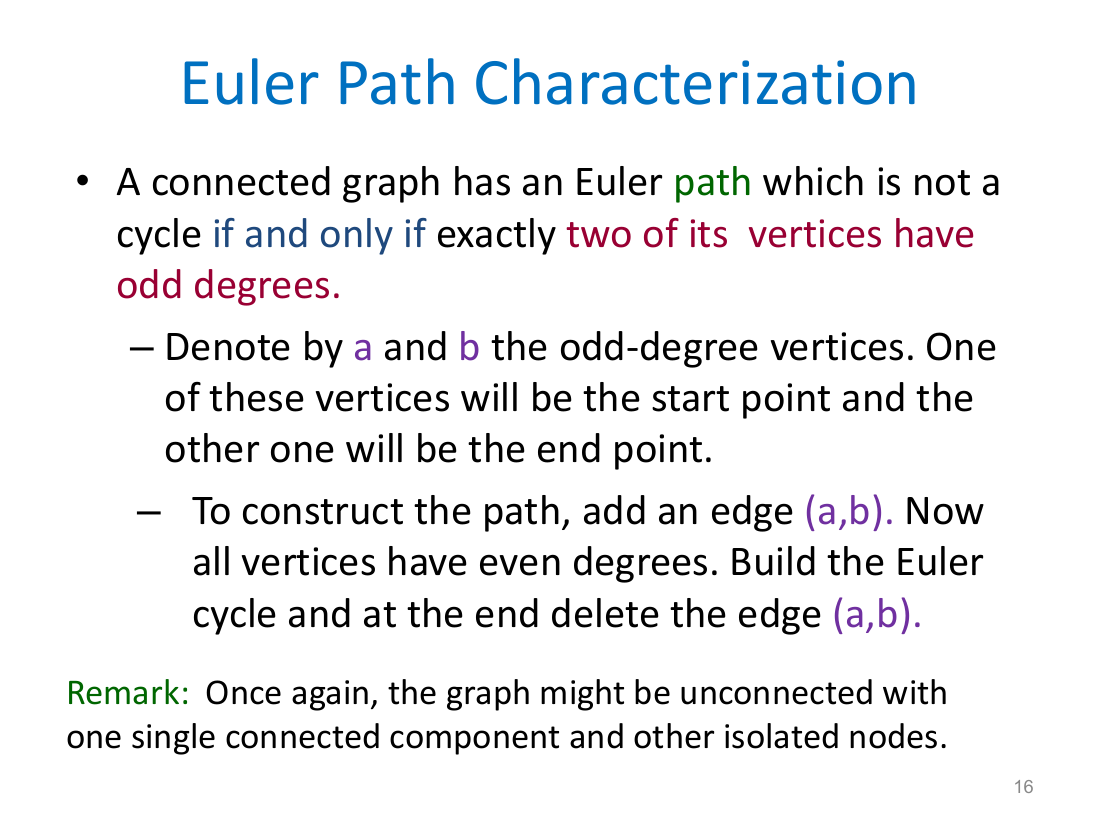 Euler Path Characterization
• A connected graph has an Euler path which is not a
cycle if and only if exactly two of its  vertices have
odd degrees.
– Denote by a and b the odd-degree vertices. One
of these vertices will be the start point and the
other one will be the end point.
– To construct the path, add an edge (a,b). Now
all vertices have even degrees. Build the Euler
cycle and at the end delete the edge (a,b).
Remark:  Once again, the graph might be unconnected with
one single connected component and other isolated nodes.
16